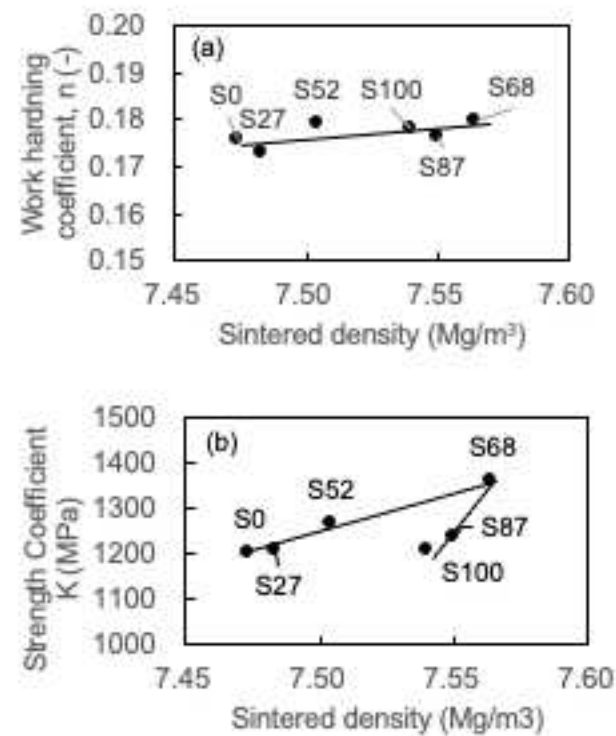 (a)
Work hardning
coefficient, n (-)
0.20
0.19
0.18
0.17
0.16
0.15
S0
S27
S52
S100
S68
S87
7.45 7.50 7.55 7.60
Sintered density (Mg/m³)
(b)
Strength Coefficient
K (MPa)
1500
1400
1300
1200
1100
1000
S68
S52
S0
S87
S27
S100
7.45 7.50 7.55 7.60
Sintered density (Mg/m3)